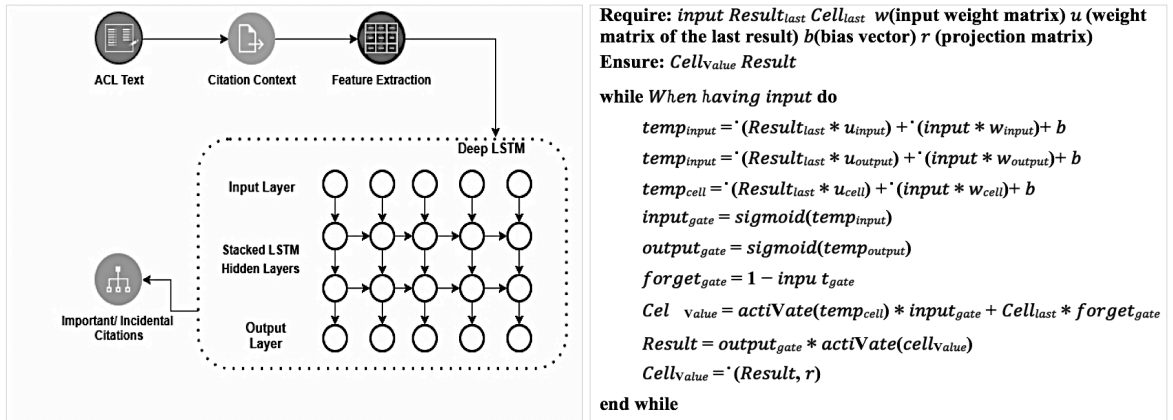 ACL Text
Citation Context
Feature Extraction
Deep LSTM
Input Layer
Stacked LSTM
Hidden Layers
Output
Layer
Important/ Incidental
Citations
Require: input Result_last Cell_last w(input weight matrix) u (weight
matrix of the last result) b(bias vector) r (projection matrix)
Ensure: Cell_Value Result
while When having input do
temp_input = ˙(Result_last * u_input) + ˙(input * w_input)+ b
temp_input = ˙(Result_last * u_output) + ˙(input * w_output)+ b
temp_cell = ˙(Result_last * u_cell) + ˙(input * w_cell)+ b
input_gate = sigmoid(temp_input)
output_gate = sigmoid(temp_output)
forget_gate = 1 − inpu t_gate
Cel Value = actiVate(temp_cell) * input_gate + Cell_last * forget_gate
Result = output_gate * actiVate(cell_Value)
Cell_Value = ˙(Result, r)
end while